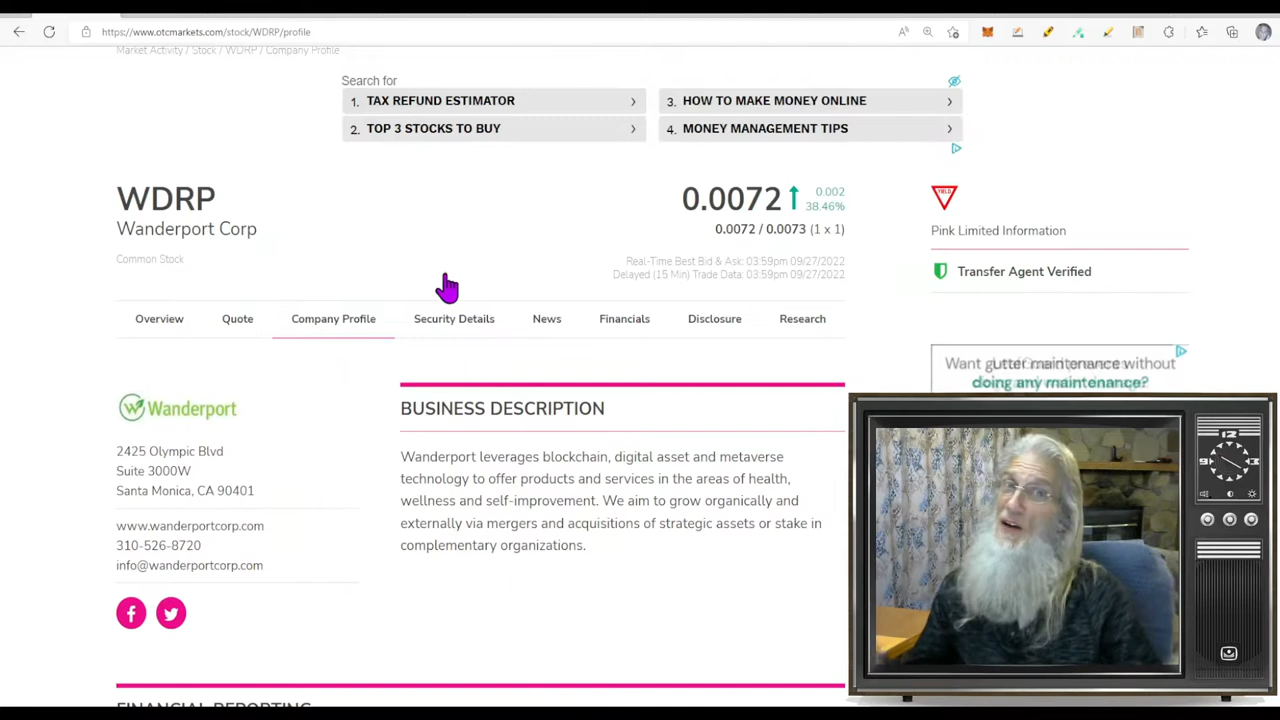 https://www.otcmarkets.com/stock/WDRP/profile
Market Activity / Stock / WDRP / Company Profile
Search for
1. TAX REFUND ESTIMATOR
2. TOP 3 STOCKS TO BUY
3. HOW TO MAKE MONEY ONLINE
4. MONEY MANAGEMENT TIPS
WDRP
Wanderport Corp
Common Stock
0.0072
0.002
38.46%
0.0072 / 0.0073 (1 x 1)
Real-Time Best Bid & Ask: 03:59pm 09/27/2022
Delayed (15 Min) Trade Data: 03:59pm 09/27/2022
YIELD
Pink Limited Information
Transfer Agent Verified
Overview Quote Company Profile Security Details News Financials Disclosure Research
Want gutter maintenance without
doing any maintenance?
Wanderport
2425 Olympic Blvd
Suite 3000W
Santa Monica, CA 90401
www.wanderportcorp.com
310-526-8720
info@wanderportcorp.com
BUSINESS DESCRIPTION
Wanderport leverages blockchain, digital asset and metaverse
technology to offer products and services in the areas of health,
wellness and self-improvement. We aim to grow organically and
externally via mergers and acquisitions of strategic assets or stake in
complementary organizations.
12
9 3
FINANCIAL REPORTING